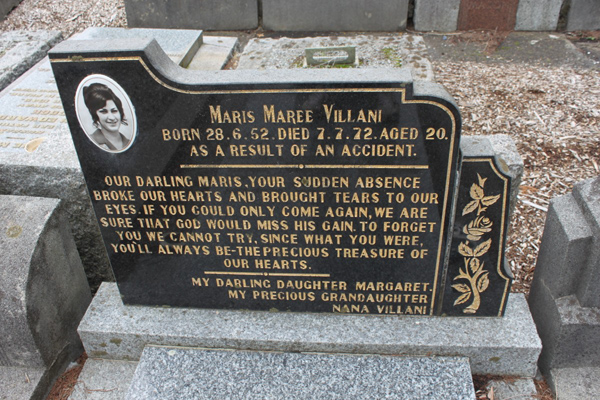 MARIS MAREE VILLANI
BORN 28.6.52. DIED 7.7.72. AGED 20.
AS A RESULT OF AN ACCIDENT.
OUR DARLING MARIS. YOUR SUDDEN ABSENCE
BROKE OUR HEARTS AND BROUGHT TEARS TO OUR
EYES. IF YOU COULD ONLY COME AGAIN, WE ARE
SURE THAT GOD WOULD MISS HIS GAIN. TO FORGET
YOU WE CANNOT TRY, SINCE WHAT YOU WERE,
YOU'LL ALWAYS BE-THE PRECIOUS TREASURE OF
OUR HEARTS.
MY DARLING DAUGHTER MARGARET.
MY PRECIOUS GRANDAUGHTER
NANA VILLANI